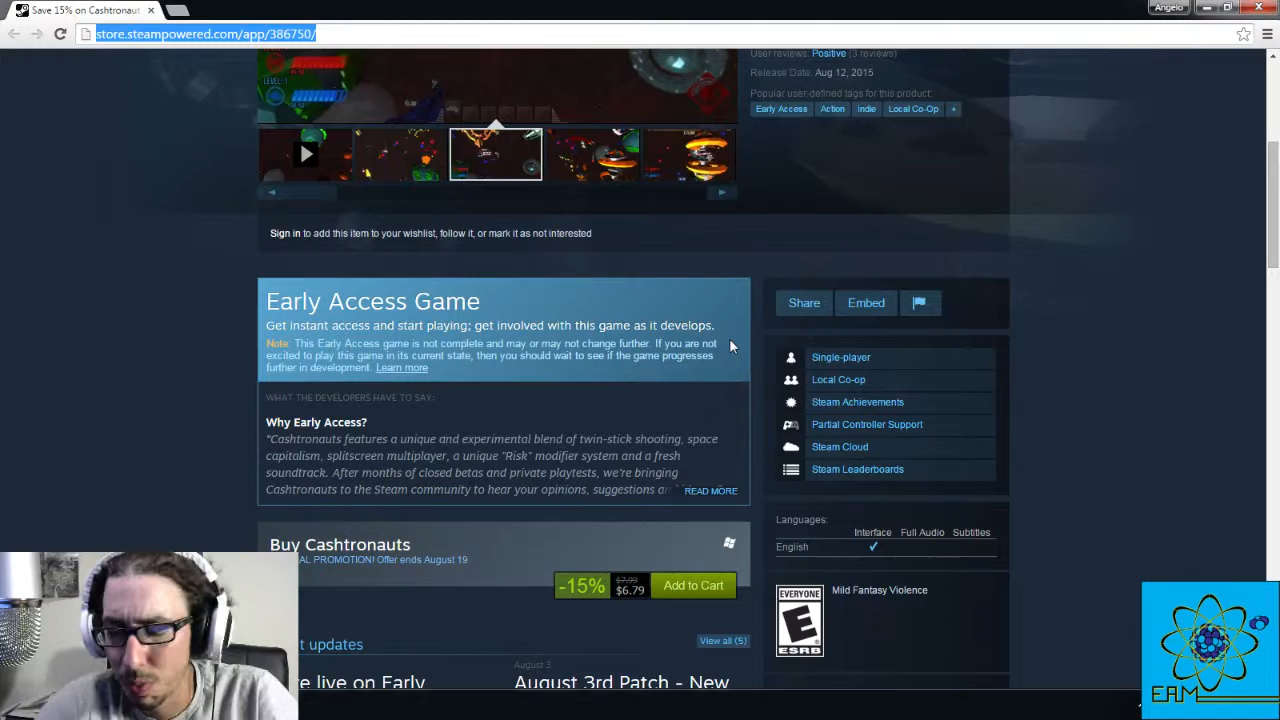 Save 15% on Cashtronau
Angelo
store.steampowered.com/app/386750/
User reviews: Positive (3 reviews)
LEVEL: 1
Release Date: Aug 12, 2015
Popular user-defined tags for this product:
Early Access Action Indie Local Co-Op +
Sign in to add this item to your wishlist, follow it, or mark it as not interested
Early Access Game
Get instant access and start playing; get involved with this game as it develops.
Note: This Early Access game is not complete and may or may not change further. If you are not
excited to play this game in its current state, then you should wait to see if the game progresses
further in development. Learn more
WHAT THE DEVELOPERS HAVE TO SAY:
Why Early Access?
"Cashtronauts features a unique and experimental blend of twin-stick shooting, space
capitalism, splitscreen multiplayer, a unique "Risk" modifier system and a fresh
soundtrack. After months of closed betas and private playtests, we're bringing
Cashtronauts to the Steam community to hear your opinions, suggestions an
READ MORE
Buy Cashtronauts
AL PROMOTION! Offer ends August 19
-15% $7.99 $6.79 Add to Cart
t updates
View all (5)
August 3
re live on Early
August 3rd Patch - New
Share Embed
Single-player
Local Co-op
Steam Achievements
Partial Controller Support
Steam Cloud
Steam Leaderboards
Languages:
Interface Full Audio Subtitles
English
EVERYONE
E
ESRB
Mild Fantasy Violence
EAM